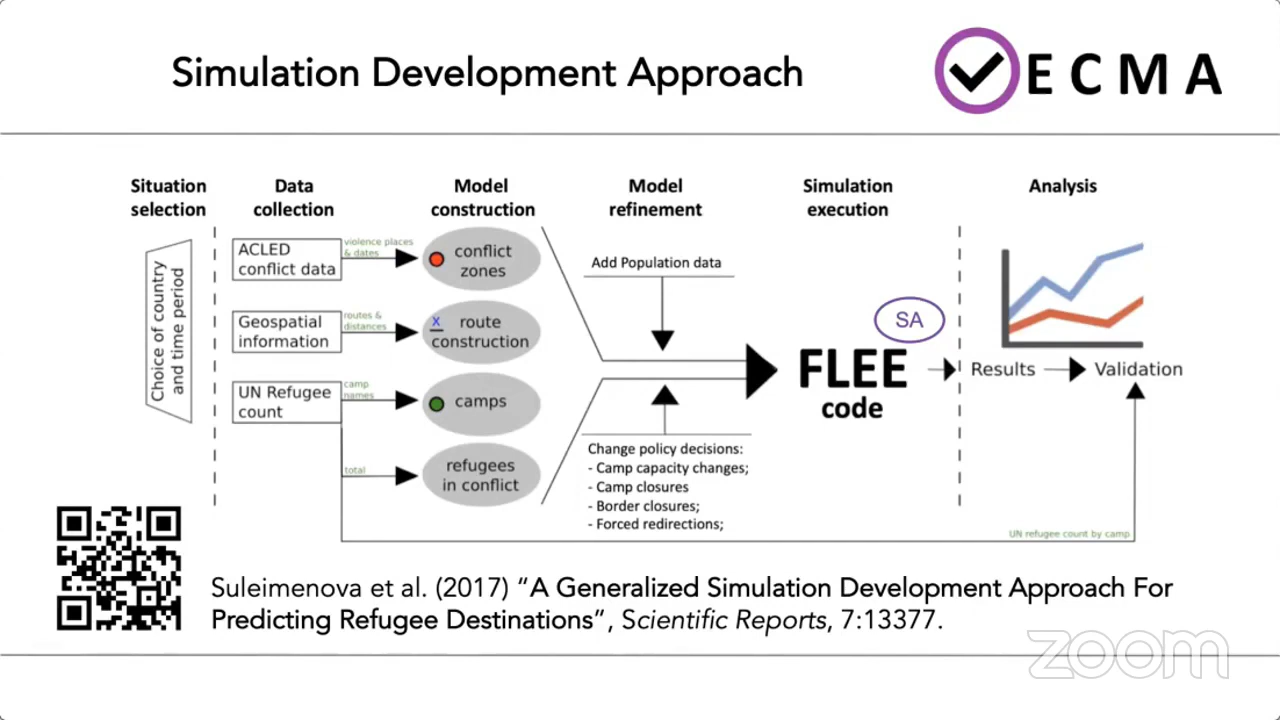 Simulation Development Approach
ECMA
Situation
selection
Data
collection
Model
construction
Model
refinement
Simulation
execution
Analysis
Choice of country
and time period
ACLED
conflict data
violence places
& dates
conflict
zones
Geospatial
information
routes &
distances
X route
construction
UN Refugee
count
camp
names
camps
total
refugees
in conflict
Add Population data
Change policy decisions:
- Camp capacity changes;
- Camp closures
- Border closures;
- Forced redirections;
SA
FLEE
code
Results
Validation
UN refugee count by camp
Suleimenova et al. (2017) “A Generalized Simulation Development Approach For
Predicting Refugee Destinations”, Scientific Reports, 7:13377.
zoom